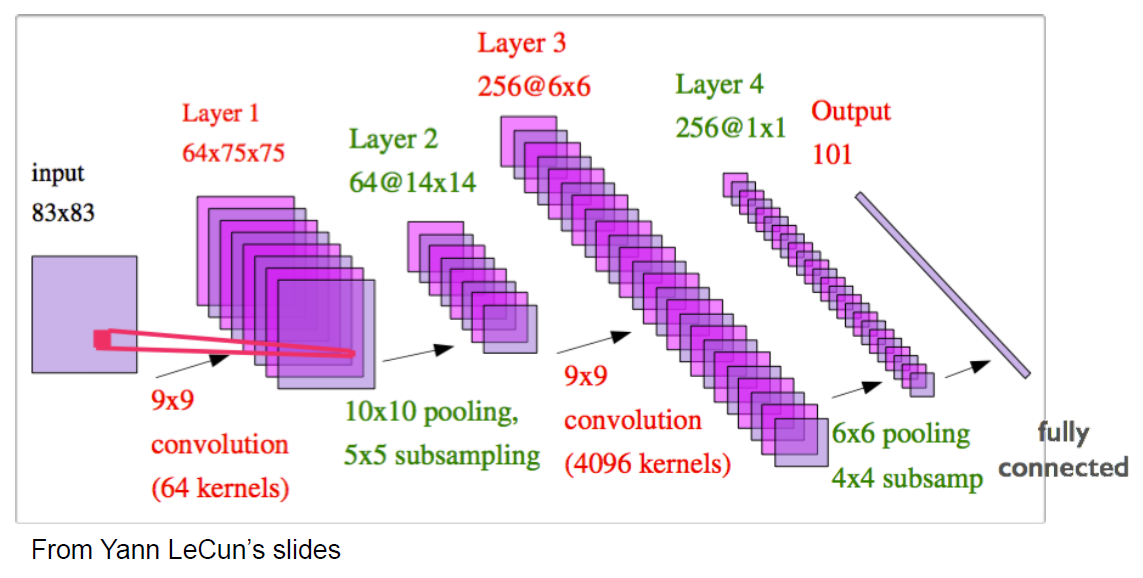 input
83x83
Layer 1
64x75x75
Layer 2
64@14x14
Layer 3
256@6x6
Layer 4
256@1x1
Output
101
9x9
convolution
(64 kernels)
10x10 pooling,
5x5 subsampling
9x9
convolution
(4096 kernels)
6x6 pooling
4x4 subsamp
fully
connected
From Yann LeCun's slides